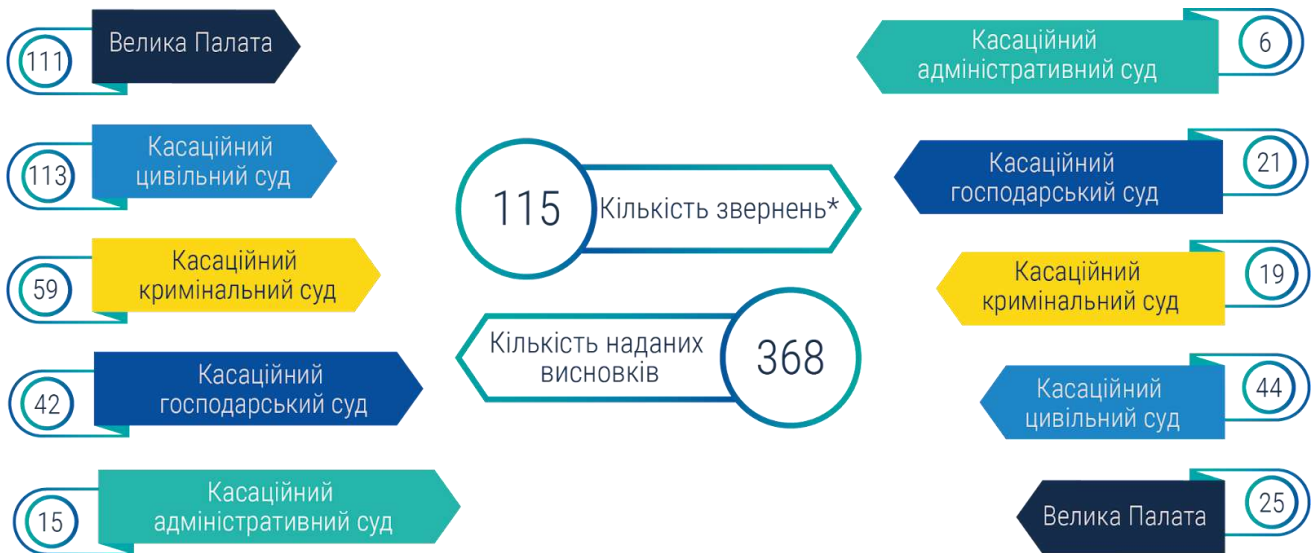 111
Велика Палата
113
Касаційний
цивільний суд
59
Касаційний
кримінальний суд
42
Касаційний
господарський суд
15
Касаційний
адміністративний суд
115
Кількість звернень*
Кількість наданих
висновків
368
Касаційний
адміністративний суд
6
Касаційний
господарський суд
21
Касаційний
кримінальний суд
19
Касаційний
цивільний суд
44
Велика Палата
25